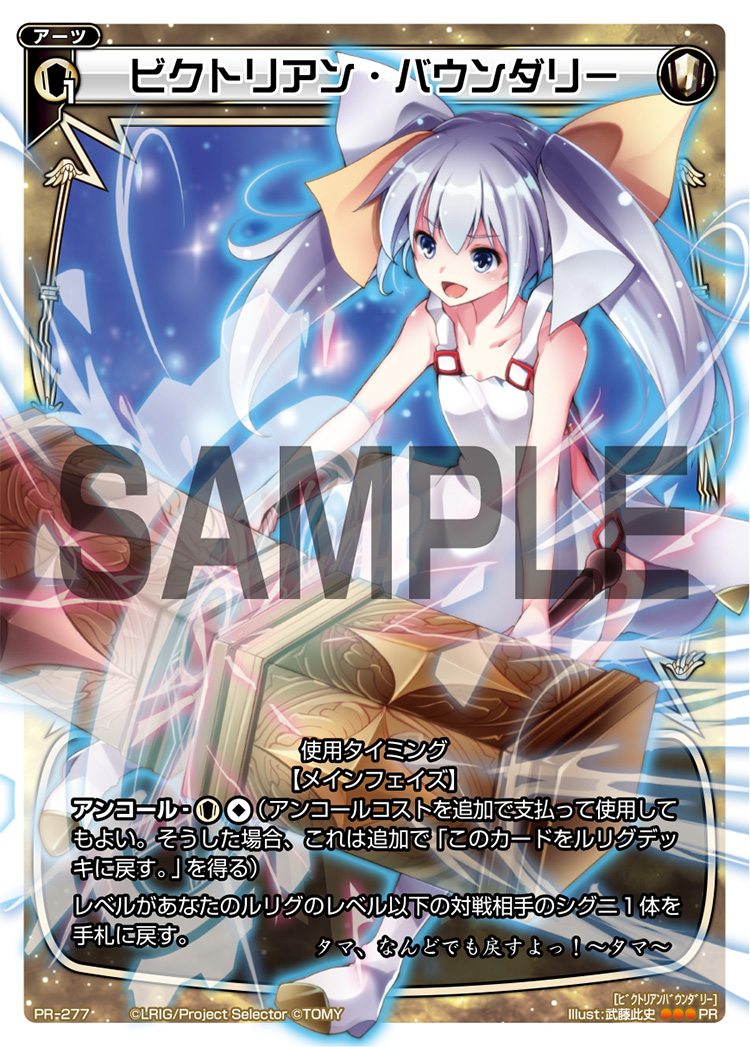 アーツ
ビクトリアン・バウンダリー
1
SAMPLE
使用タイミング
【メインフェイズ】
アンコール-（アンコールコストを追加で支払って使用して
もよい。そうした場合、これは追加で「このカードをルリグデッ
キに戻す。」を得る）
レベルがあなたのルリグのレベル以下の対戦相手のシグニ１体を
手札に戻す。
タマ、なんどでも戻すよっ！～タマ～
[ﾋﾞｸﾄﾘｱﾝﾊﾞｳﾝﾀﾞﾘｰ]
PR-277 ©LRIG/Project Selector ©TOMY Illust:武藤此史 PR